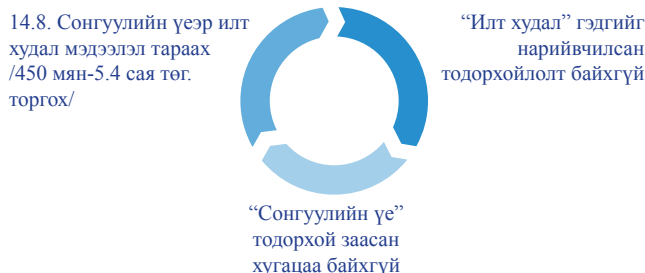 14.8. Сонгуулийн үеэр илт
худал мэдээлэл тараах
/450 мян-5.4 сая төг.
торгох/
“Илт худал” гэдгийг
нарийвчилсан
тодорхойлолт байхгүй
“Сонгуулийн үе”
тодорхой заасан
хугацаа байхгүй